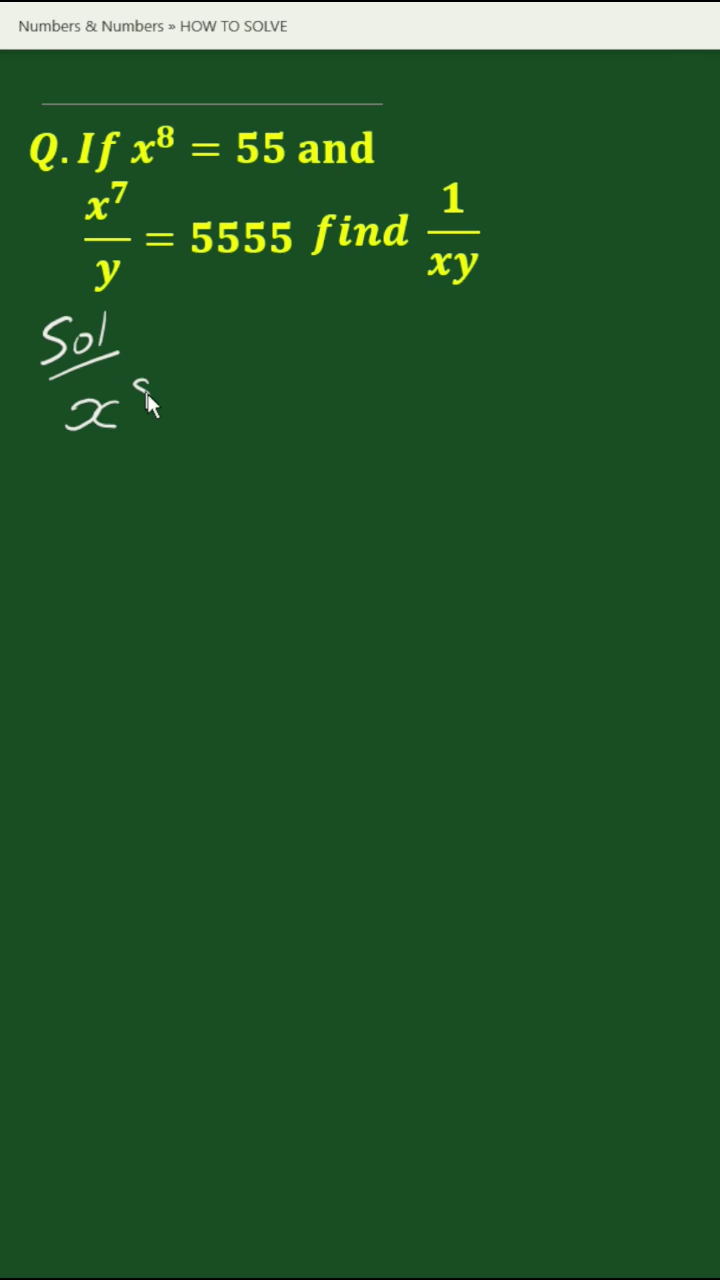 Numbers & Numbers » HOW TO SOLVE
Q. If x⁸ = 55 and
x⁷/y = 5555 find 1/xy
Sol
x